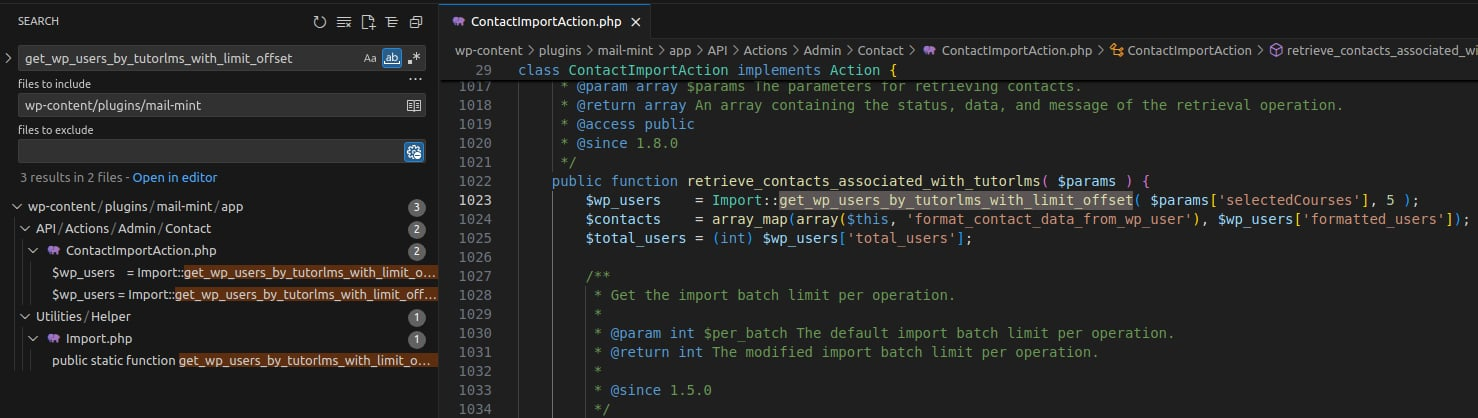 SEARCH
get_wp_users_by_tutorlms_with_limit_offset
Aa
ab
.*
...
files to include
wp-content/plugins/mail-mint
files to exclude
3 results in 2 files - Open in editor
wp-content / plugins / mail-mint / app 3
API / Actions / Admin / Contact 2
ContactImportAction.php 2
$wp_users = Import::get_wp_users_by_tutorlms_with_limit_o...
$wp_users = Import::get_wp_users_by_tutorlms_with_limit_off...
Utilities / Helper 1
Import.php 1
public static function get_wp_users_by_tutorlms_with_limit_o...
ContactImportAction.php
wp-content > plugins > mail-mint > app > API > Actions > Admin > Contact > ContactImportAction.php > ContactImportAction > retrieve_contacts_associated_wi
29 class ContactImportAction implements Action {
1017 * @param array $params The parameters for retrieving contacts.
1018 * @return array An array containing the status, data, and message of the retrieval operation.
1019 * @access public
1020 * @since 1.8.0
1021 */
1022 public function retrieve_contacts_associated_with_tutorlms( $params ) {
1023 $wp_users = Import::get_wp_users_by_tutorlms_with_limit_offset( $params['selectedCourses'], 5 );
1024 $contacts = array_map(array($this, 'format_contact_data_from_wp_user'), $wp_users['formatted_users']);
1025 $total_users = (int) $wp_users['total_users'];
1026
1027 /**
1028 * Get the import batch limit per operation.
1029 *
1030 * @param int $per_batch The default import batch limit per operation.
1031 * @return int The modified import batch limit per operation.
1032 *
1033 * @since 1.5.0
1034 */